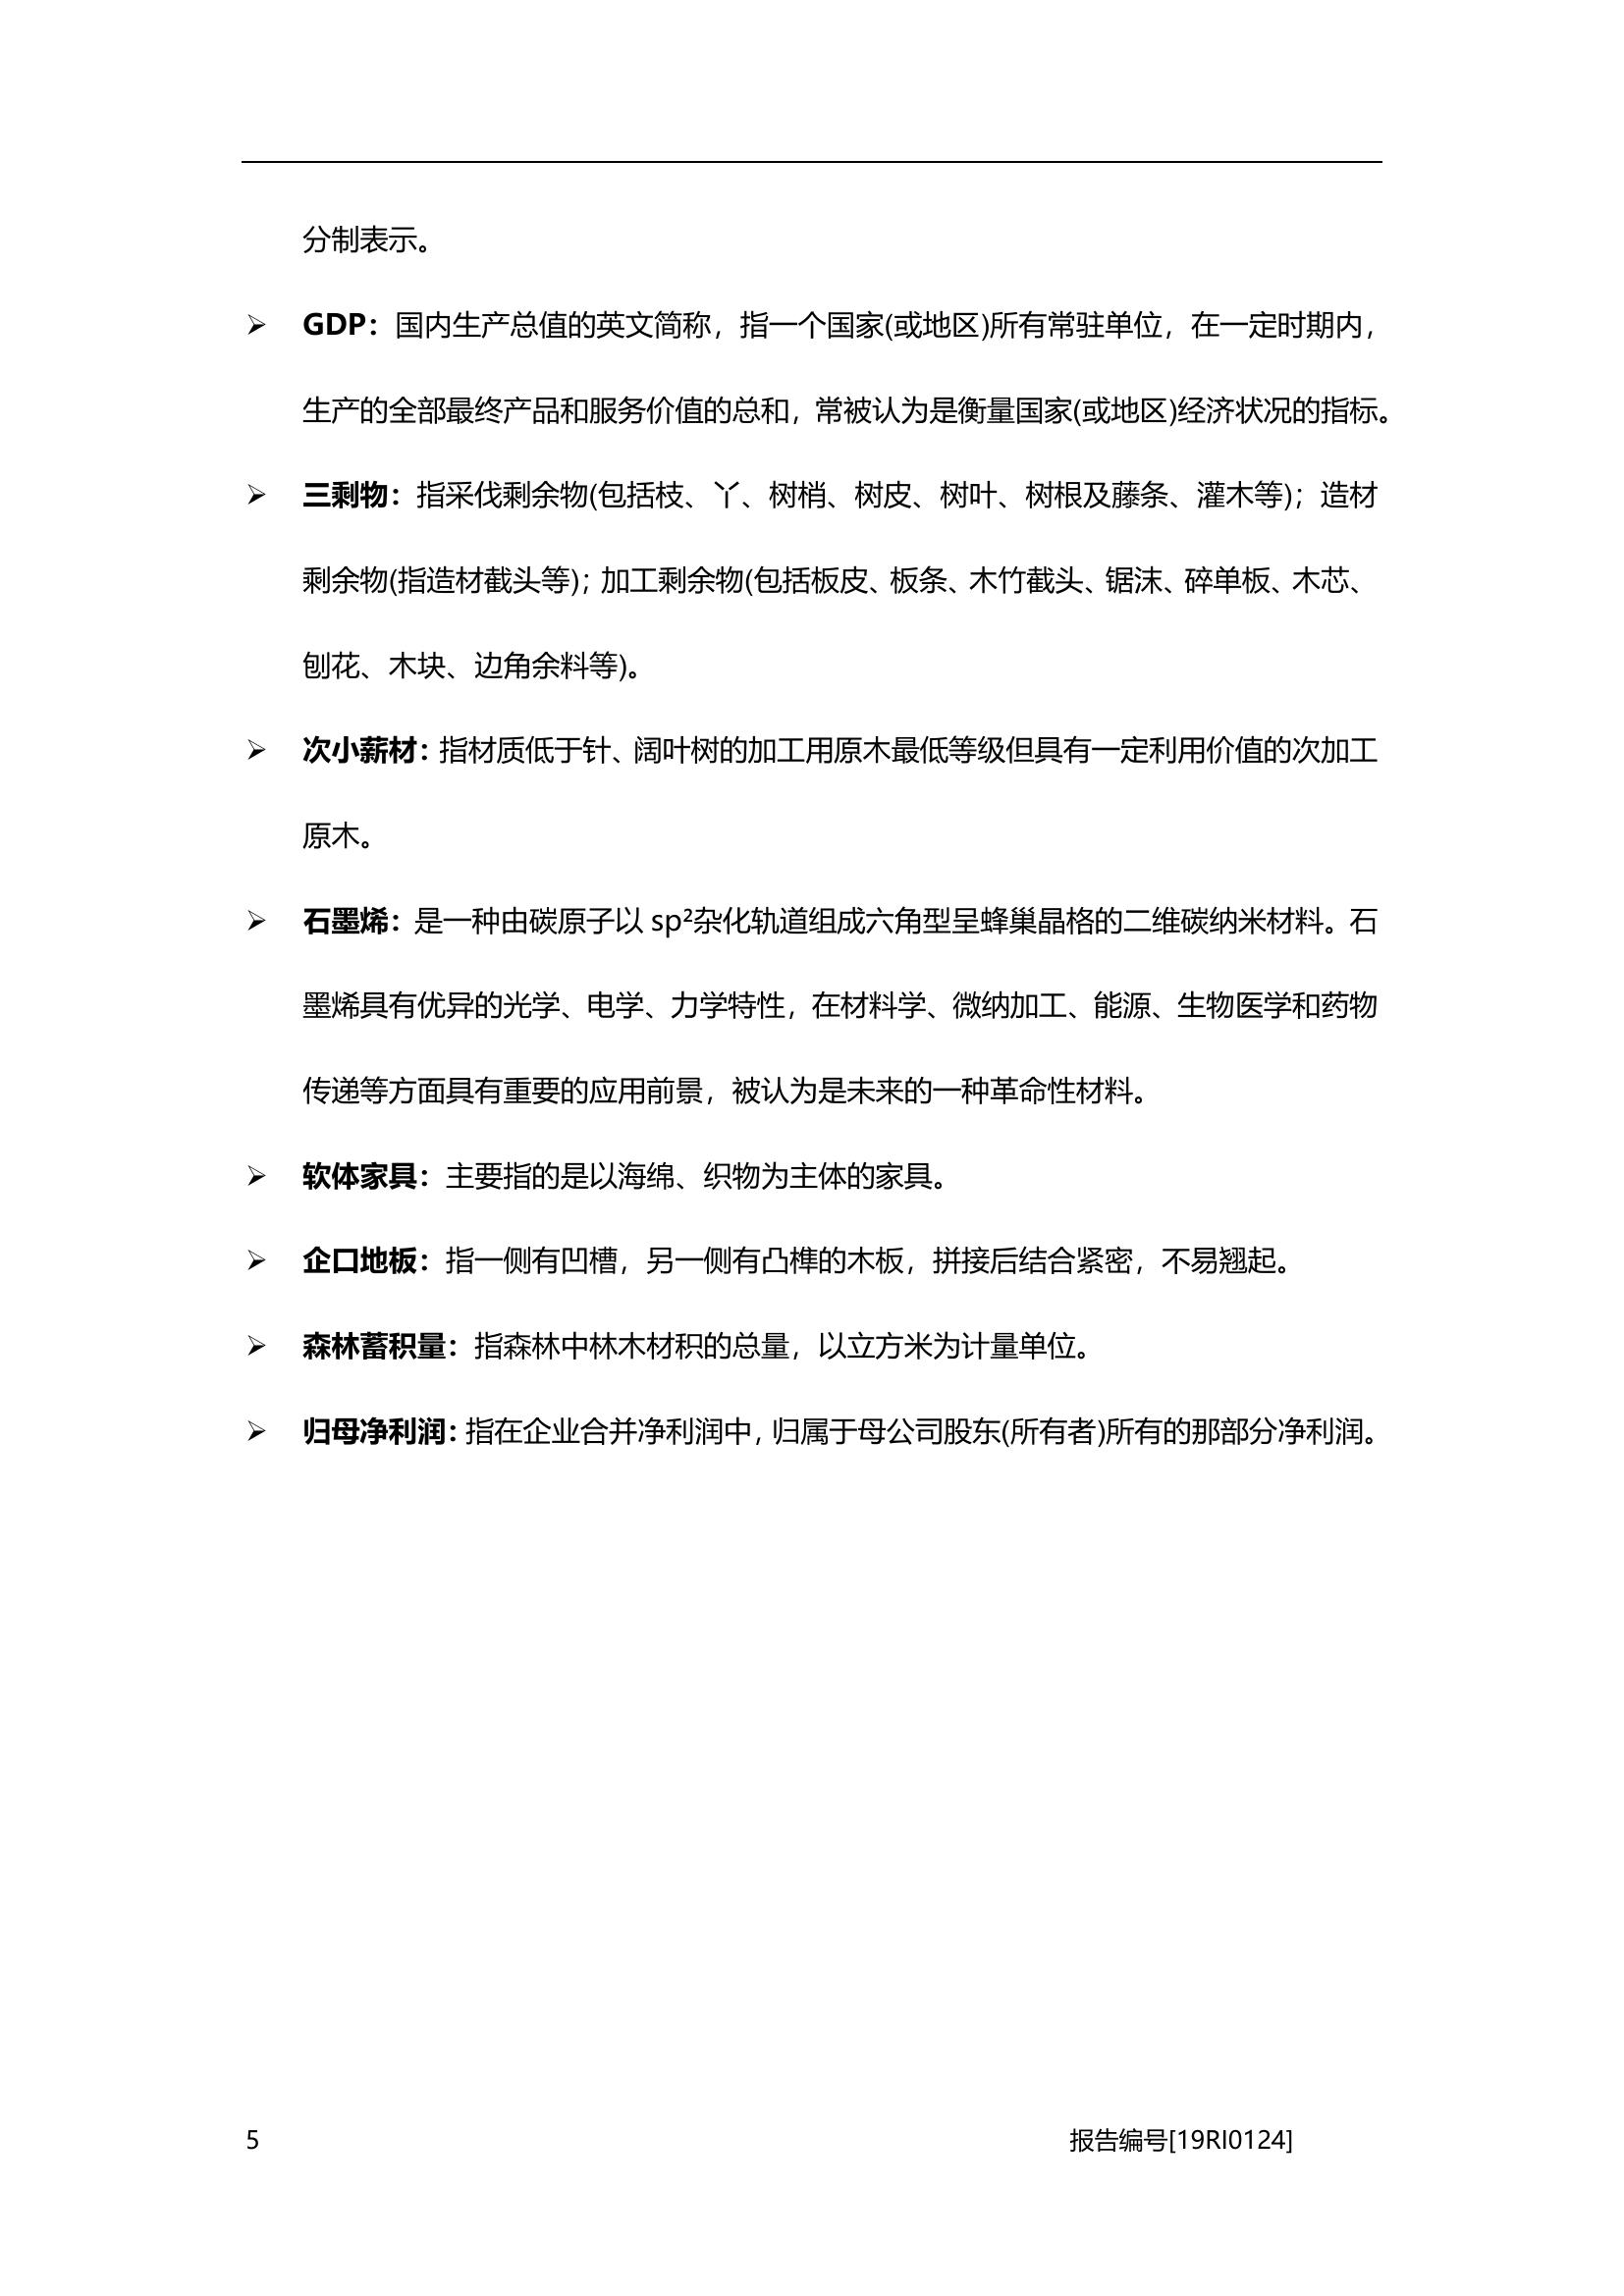 分制表示。
➢ GDP：国内生产总值的英文简称，指一个国家(或地区)所有常驻单位，在一定时期内，
生产的全部最终产品和服务价值的总和，常被认为是衡量国家(或地区)经济状况的指标。
➢ 三剩物：指采伐剩余物(包括枝、丫、树梢、树皮、树叶、树根及藤条、灌木等)；造材
剩余物(指造材截头等)；加工剩余物(包括板皮、板条、木竹截头、锯沫、碎单板、木芯、
刨花、木块、边角余料等)。
➢ 次小薪材：指材质低于针、阔叶树的加工用原木最低等级但具有一定利用价值的次加工
原木。
➢ 石墨烯：是一种由碳原子以 sp²杂化轨道组成六角型呈蜂巢晶格的二维碳纳米材料。石
墨烯具有优异的光学、电学、力学特性，在材料学、微纳加工、能源、生物医学和药物
传递等方面具有重要的应用前景，被认为是未来的一种革命性材料。
➢ 软体家具：主要指的是以海绵、织物为主体的家具。
➢ 企口地板：指一侧有凹槽，另一侧有凸榫的木板，拼接后结合紧密，不易翘起。
➢ 森林蓄积量：指森林中林木材积的总量，以立方米为计量单位。
➢ 归母净利润：指在企业合并净利润中，归属于母公司股东(所有者)所有的那部分净利润。
5 报告编号[19RI0124]